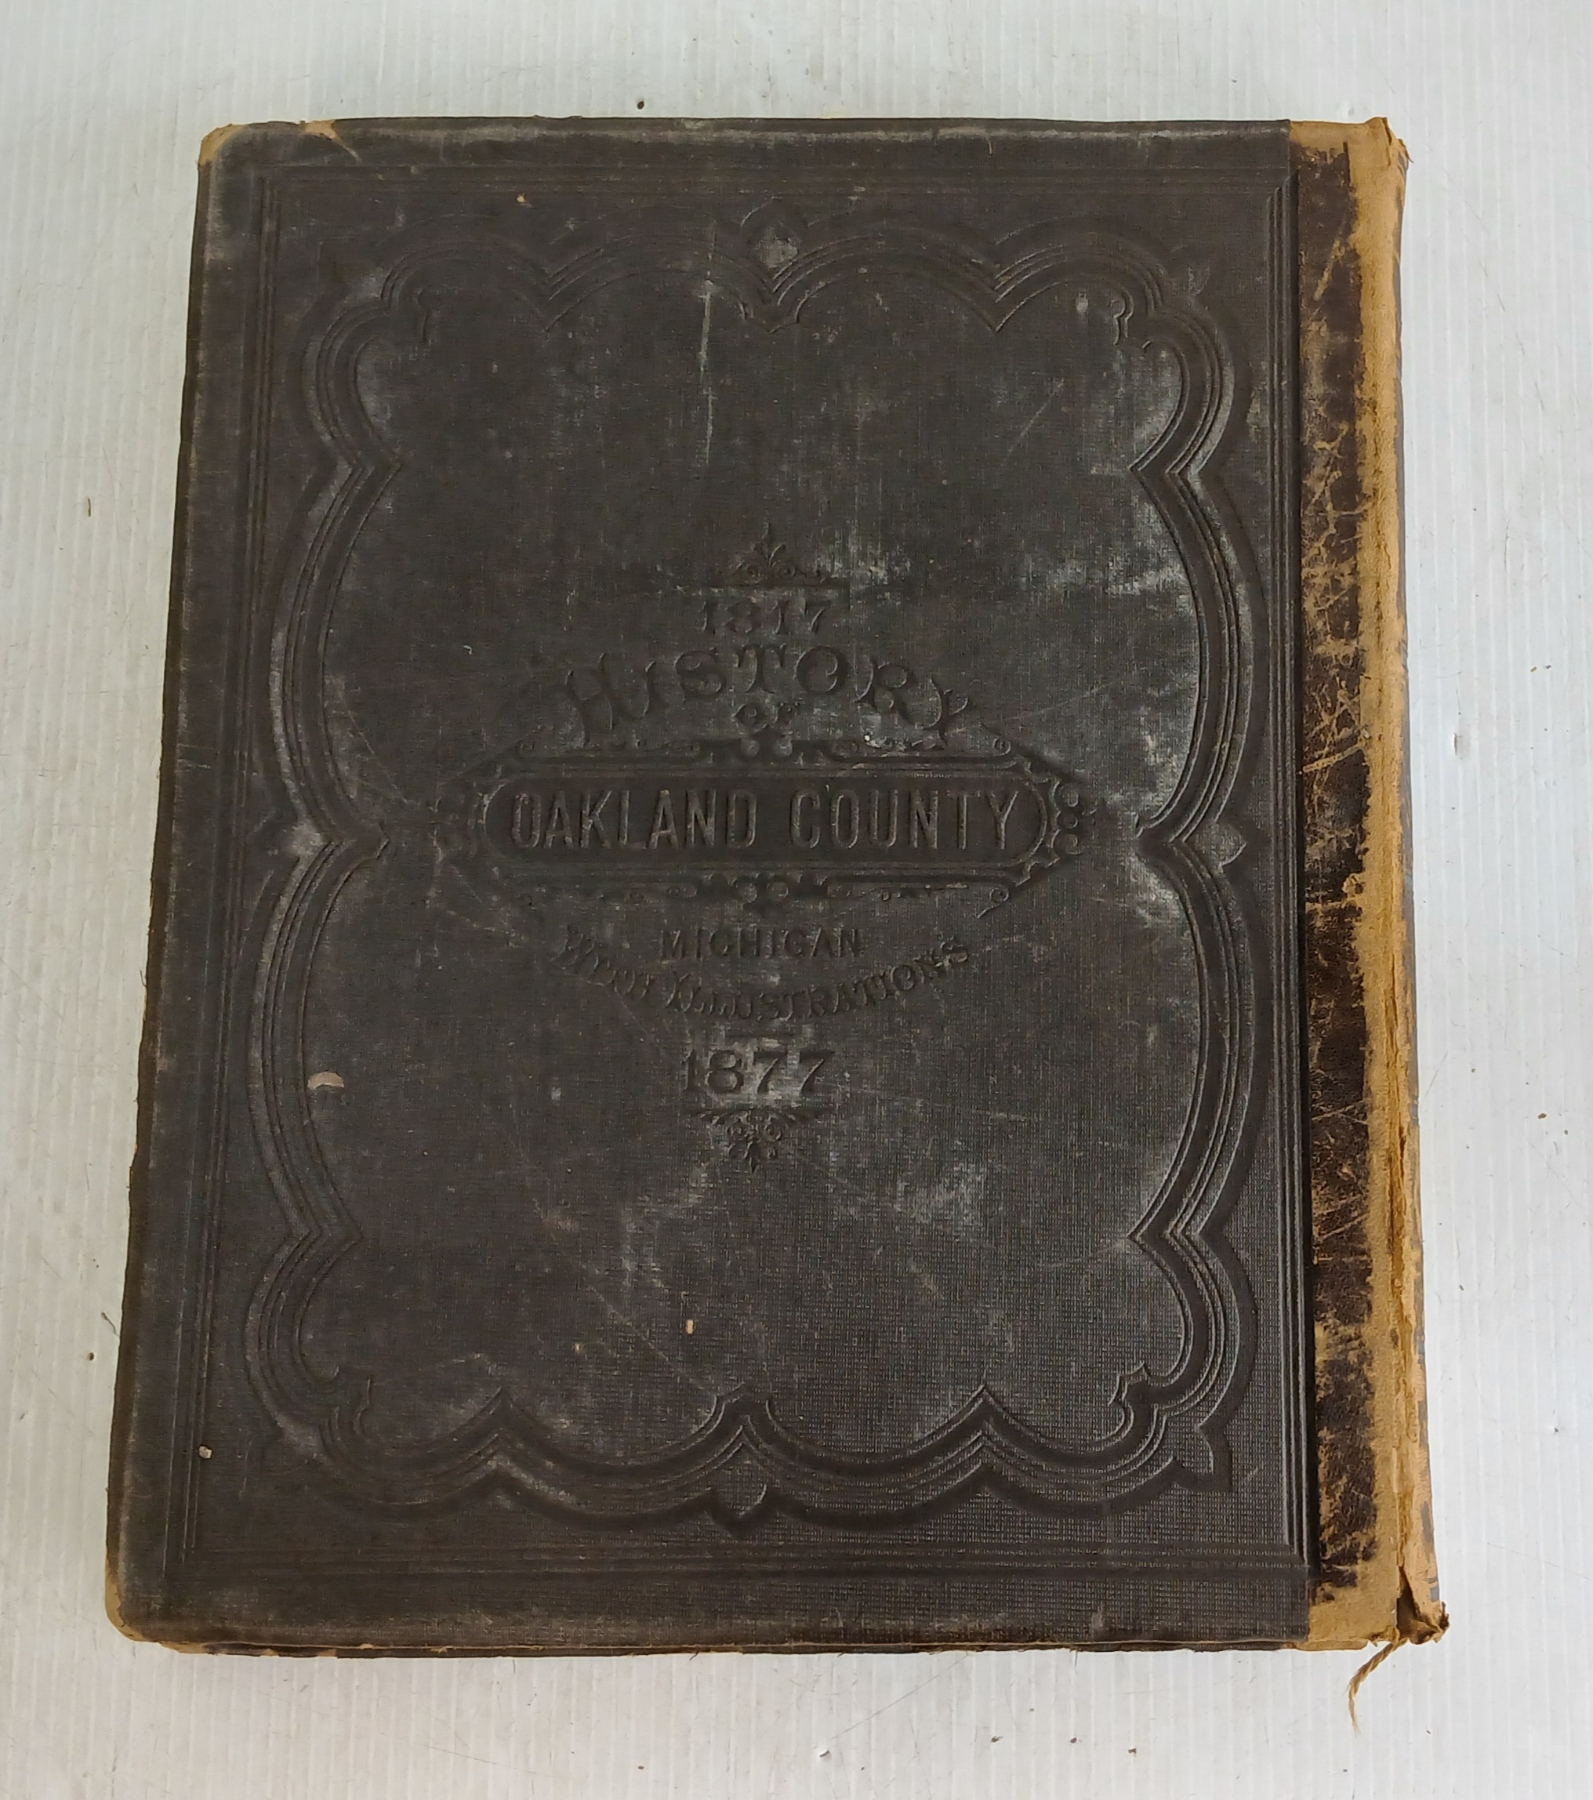 1817
HISTORY
OF
OAKLAND COUNTY
MICHIGAN
WITH ILLUSTRATIONS
1877